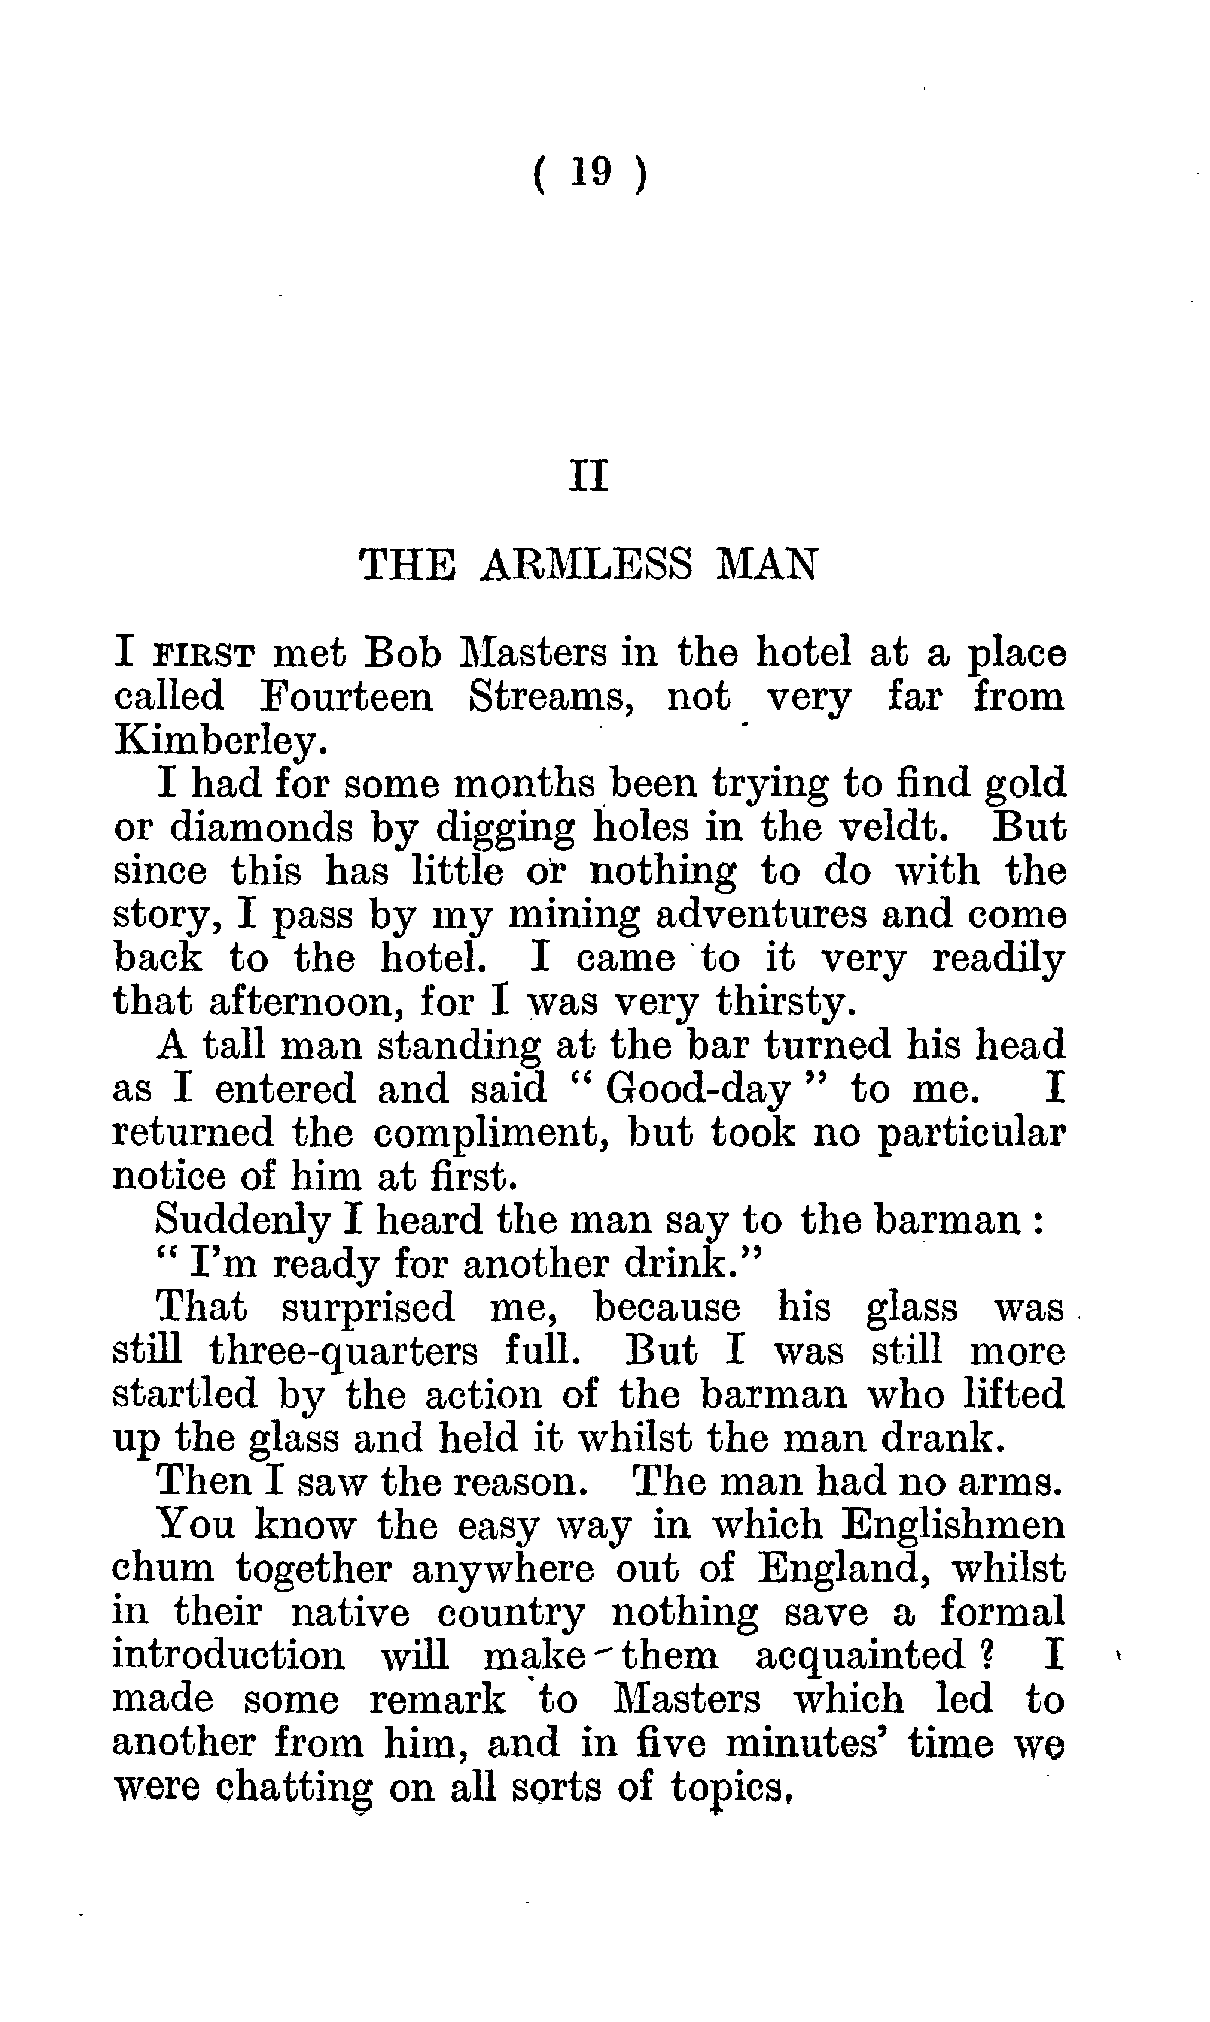 ( 19 )
II
THE ARMLESS MAN
I FIRST met Bob Masters in the hotel at a place
called Fourteen Streams, not very far from
Kimberley.
I had for some months been trying to find gold
or diamonds by digging holes in the veldt. But
since this has little or nothing to do with the
story, I pass by my mining adventures and come
back to the hotel. I came to it very readily
that afternoon, for I was very thirsty.
A tall man standing at the bar turned his head
as I entered and said “ Good-day ” to me. I
returned the compliment, but took no particular
notice of him at first.
Suddenly I heard the man say to the barman :
“ I’m ready for another drink.”
That surprised me, because his glass was
still three-quarters full. But I was still more
startled by the action of the barman who lifted
up the glass and held it whilst the man drank.
Then I saw the reason. The man had no arms.
You know the easy way in which Englishmen
chum together anywhere out of England, whilst
in their native country nothing save a formal
introduction will make them acquainted ? I
made some remark to Masters which led to
another from him, and in five minutes’ time we
were chatting on all sorts of topics.